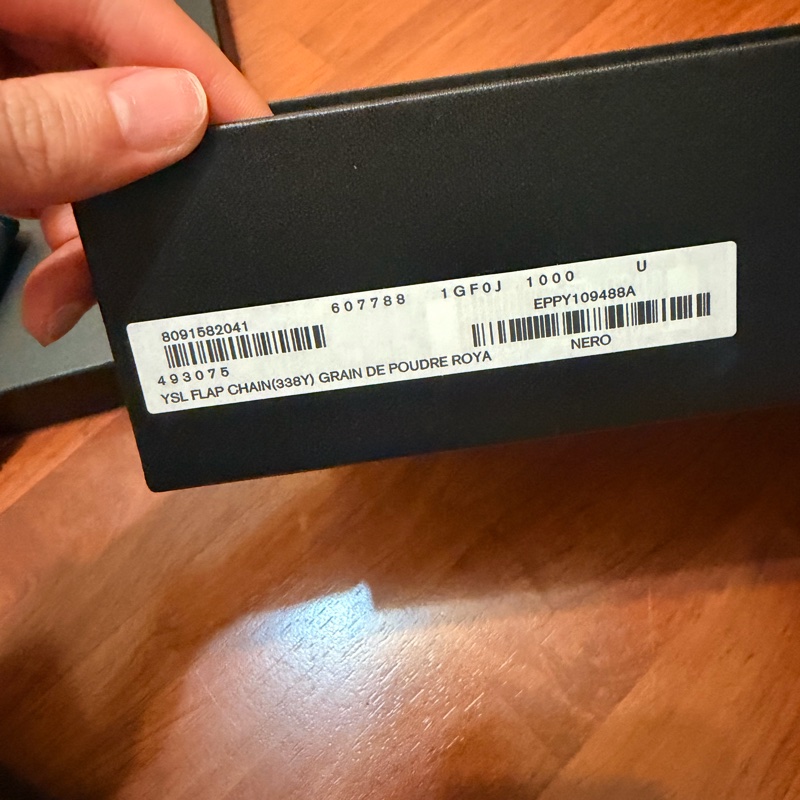 607788 1GF0J 1000 U
8091582041
EPPY109488A
493075
YSL FLAP CHAIN(338Y) GRAIN DE POUDRE ROYA
NERO